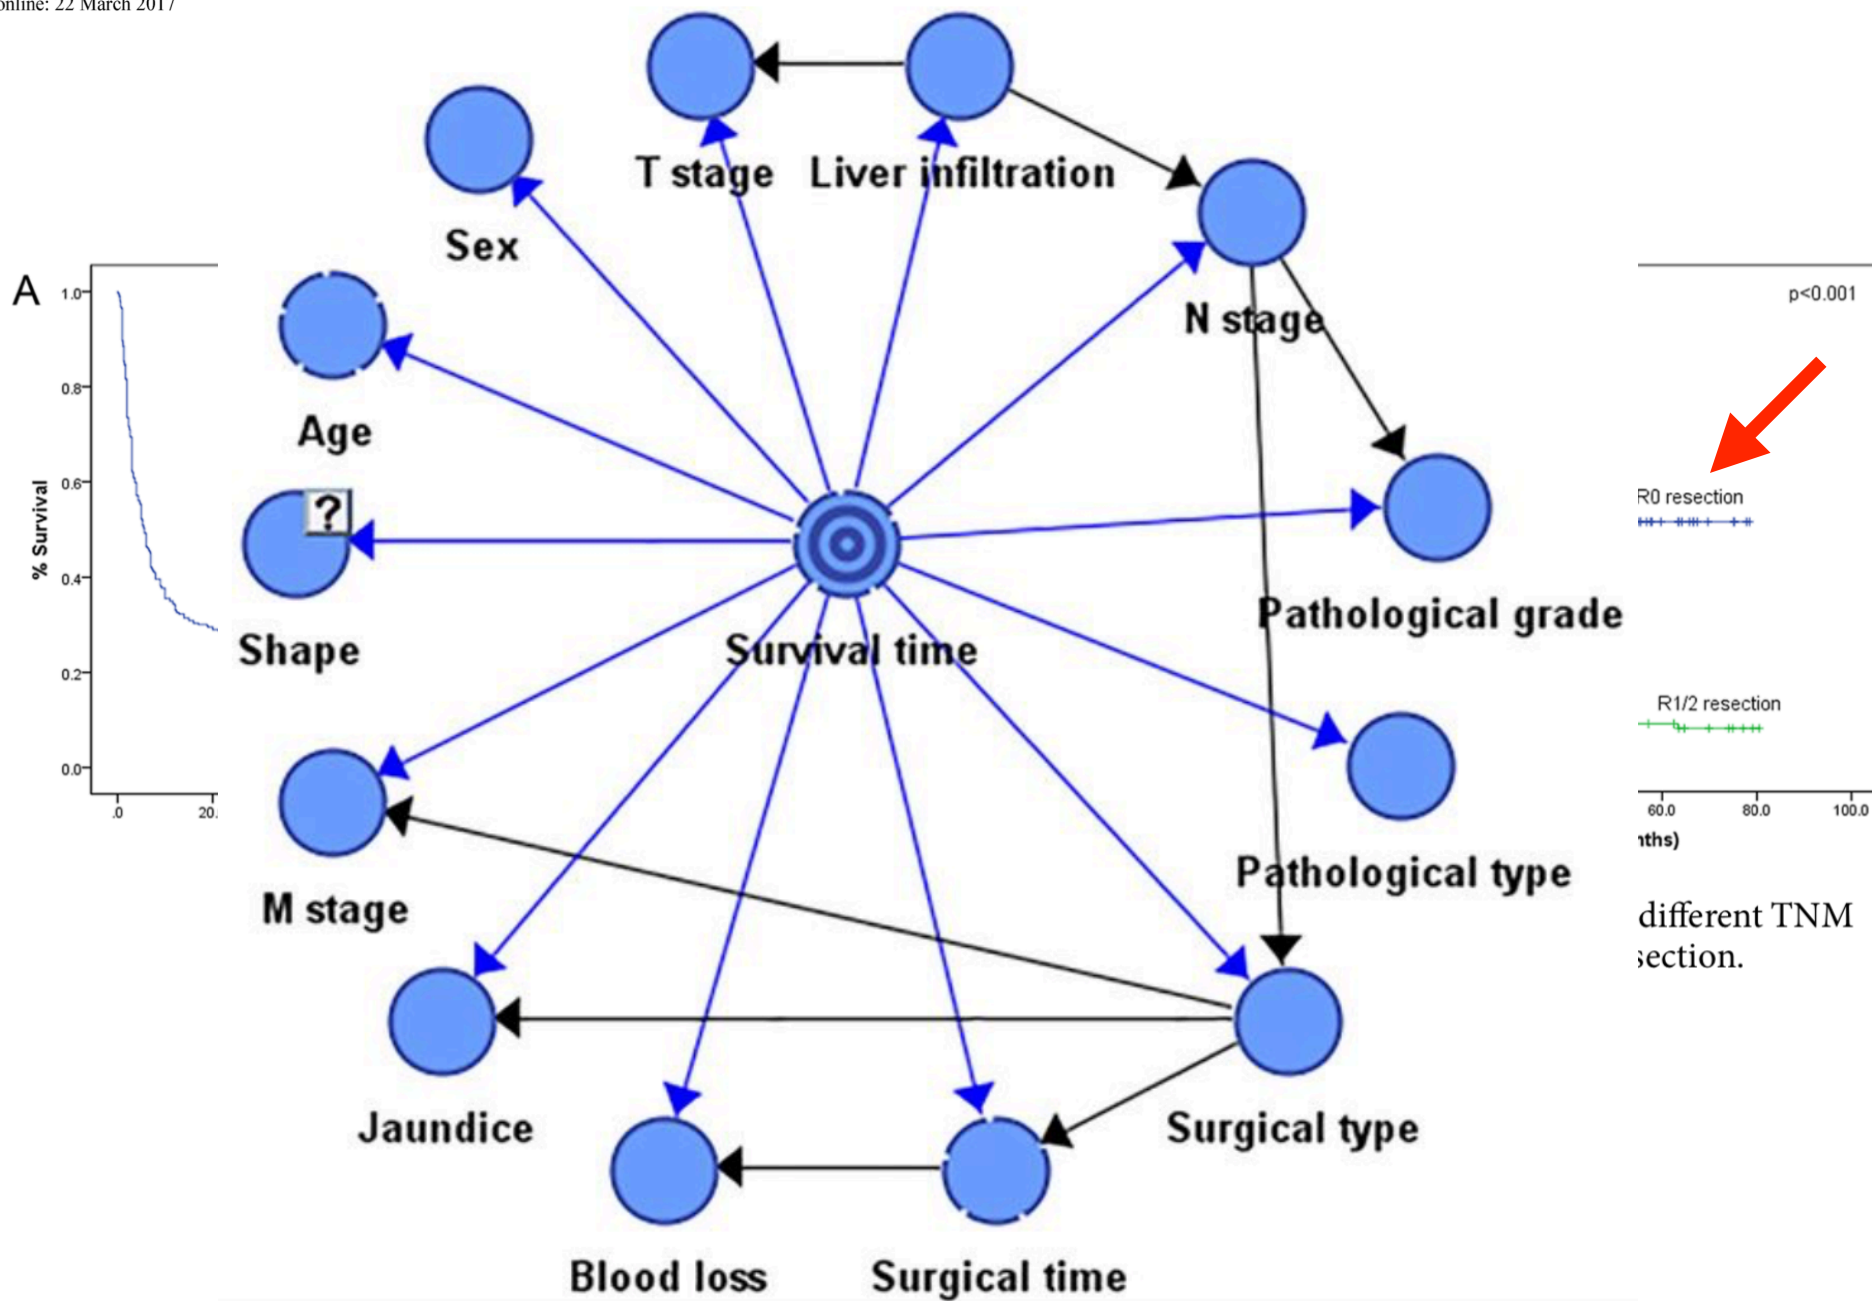 online: 22 March 2017
T stage
Liver infiltration
Sex
N stage
Age
?
Shape
Survival time
Pathological grade
Pathological type
M stage
Jaundice
Surgical type
Blood loss
Surgical time
A
1.0
0.8
0.6
0.4
0.2
0.0
% Survival
.0
20.
p<0.001
R0 resection
R1/2 resection
60.0
80.0
100.0
nths)
different TNM
section.